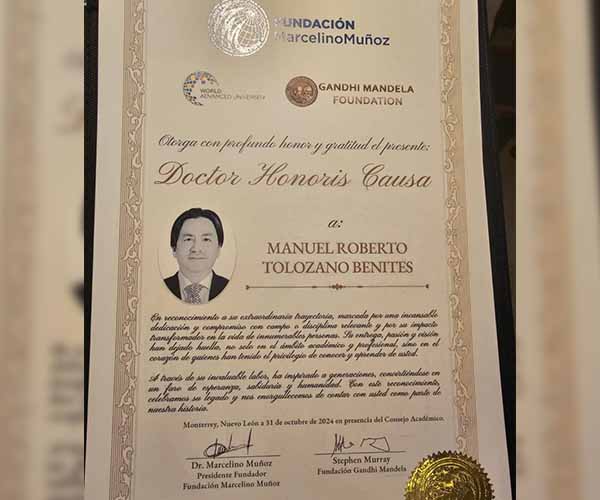 FUNDACIÓN
MarcelinoMuñoz
WORLD
ADVANCED UNIVERSITY
GANDHI MANDELA
FOUNDATION
Otorga con profundo honor y gratitud el presente:
Doctor Honoris Causa
a:
MANUEL ROBERTO
TOLOZANO BENITES
En reconocimiento a su extraordinaria trayectoria, marcada por una incansable
dedicación y compromiso con campo o disciplina relevante y por su impacto
transformador en la vida de innumerables personas. Su entrega, pasión y visión
han dejado huella, no solo en el ámbito académico y profesional, sino en el
corazón de quienes han tenido el privilegio de conocer y aprender de usted.
A través de su invaluable labor, ha inspirado a generaciones, convirtiéndose en
un faro de esperanza, sabiduría y humanidad. Con este reconocimiento,
celebramos su legado y nos enorgullecemos de contar con usted como parte de
nuestra historia.
Monterrey, Nuevo León a 31 de octubre de 2024 en presencia del Consejo Académico.
Dr. Marcelino Muñoz
Presidente Fundador
Fundación Marcelino Muñoz
Stephen Murray
Fundación Gandhi Mandela